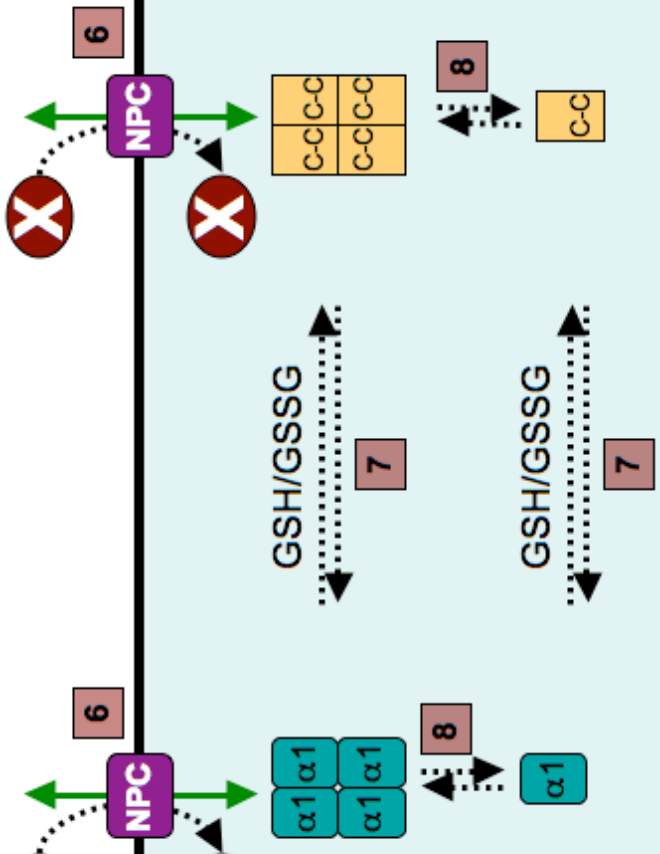 X
6
6
NPC
NPC
X
α1 α1
GSH/GSSG
C-C C-C
α1 α1
7
C-C C-C
8
8
α1
GSH/GSSG
C-C
7